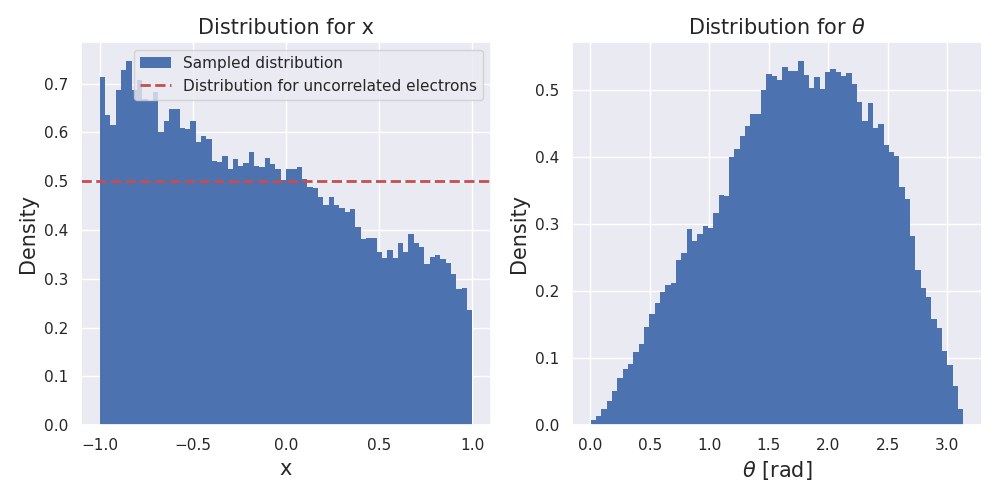 Distribution for x
Sampled distribution
Distribution for uncorrelated electrons
Density
0.7
0.6
0.5
0.4
0.3
0.2
0.1
0.0
−1.0 −0.5 0.0 0.5 1.0
x
Distribution for θ
Density
0.5
0.4
0.3
0.2
0.1
0.0
0.0 0.5 1.0 1.5 2.0 2.5 3.0
θ [rad]